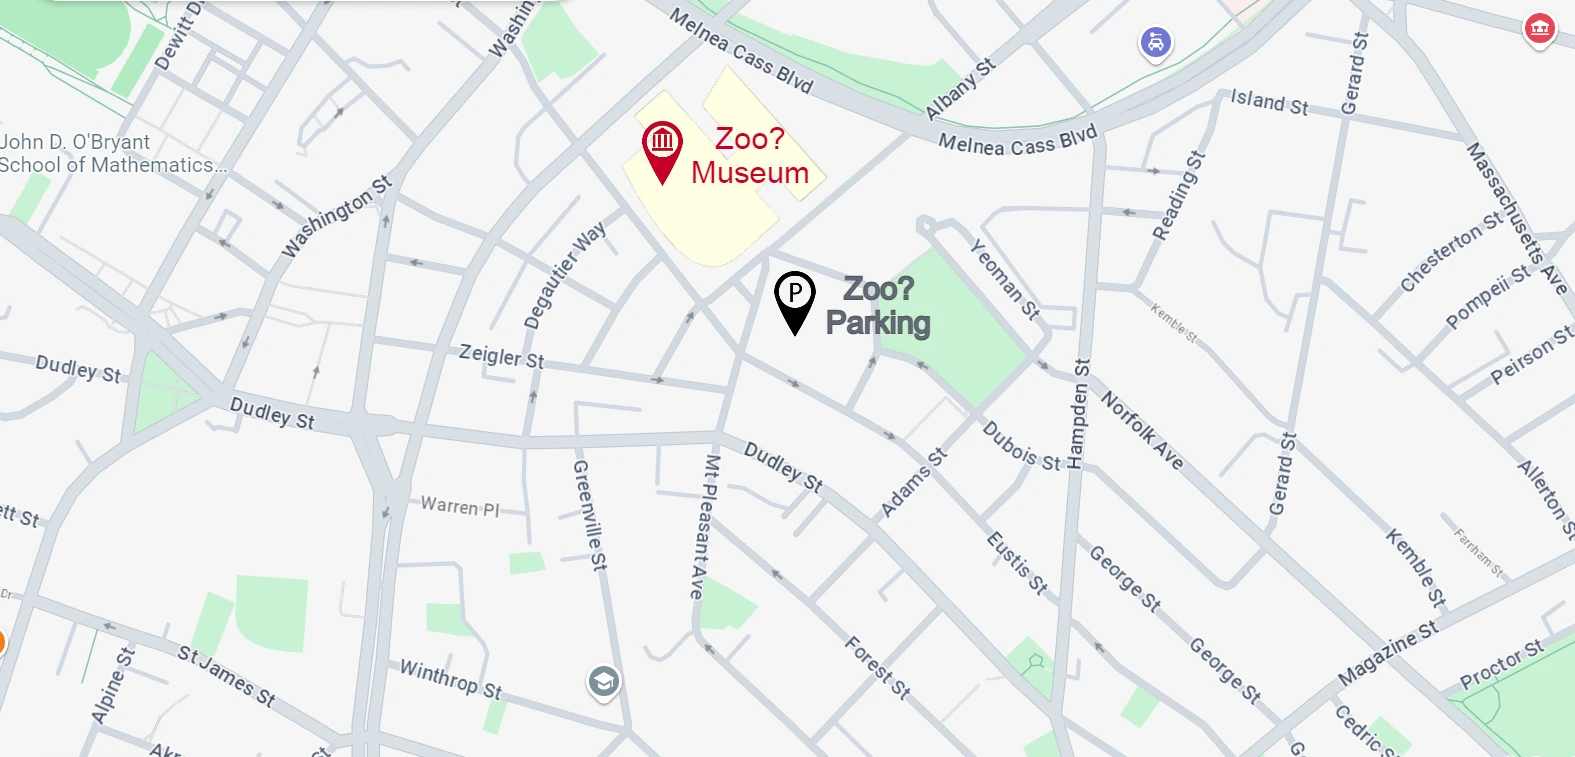 Dewitt D
Washin
Melnea Cass Blvd
Albany St
Melnea Cass Blvd
Island St
Gerard St
John D. O'Bryant
School of Mathematics...
Zoo?
Museum
Washington St
Reading St
Massachusetts Ave
Degautier Way
Yeoman St
Chesterton St
Pompeii St
P
Zoo?
Parking
Kemble St
Peirson St
Zeigler St
Dudley St
Dudley St
Hampden St
Norfolk Ave
Dubois St
Dudley St
Adams St
Gerard St
Allerton St
Mt Pleasant Ave
Greenville St
Warren Pl
ett St
Eustis St
George St
Kemble St
Farrham St
Dr
St James St
Alpine St
Winthrop St
Forest St
George St
Magazine St
Proctor St
Cedric St
Akr
St
G